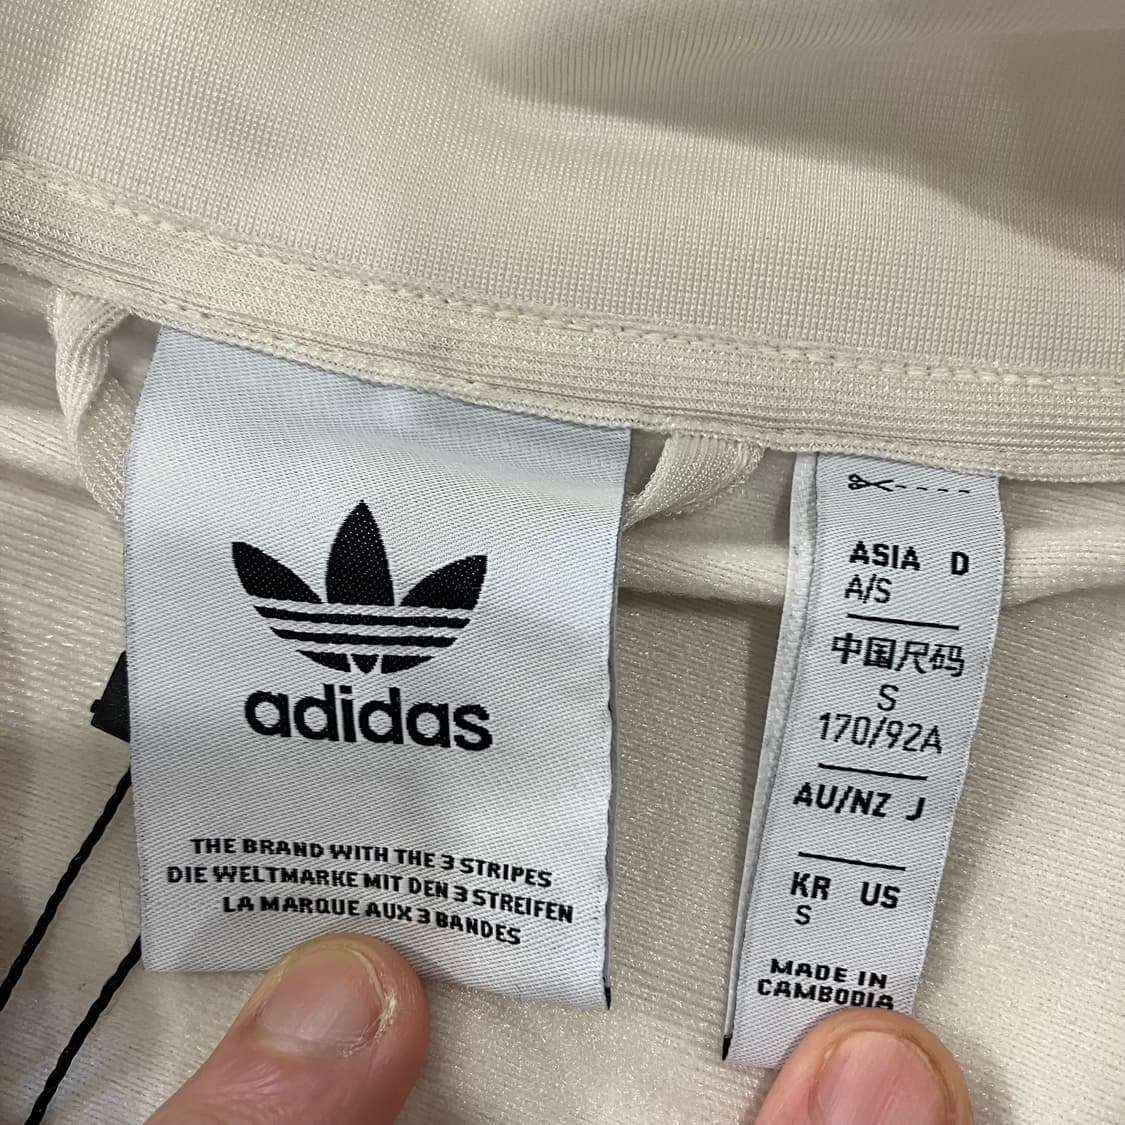 adidas
THE BRAND WITH THE 3 STRIPES
DIE WELTMARKE MIT DEN 3 STREIFEN
LA MARQUE AUX 3 BANDES
ASIA D
A/S
中国尺码
S
170/92A
AU/NZ J
KR US
S
MADE IN
CAMBODIA